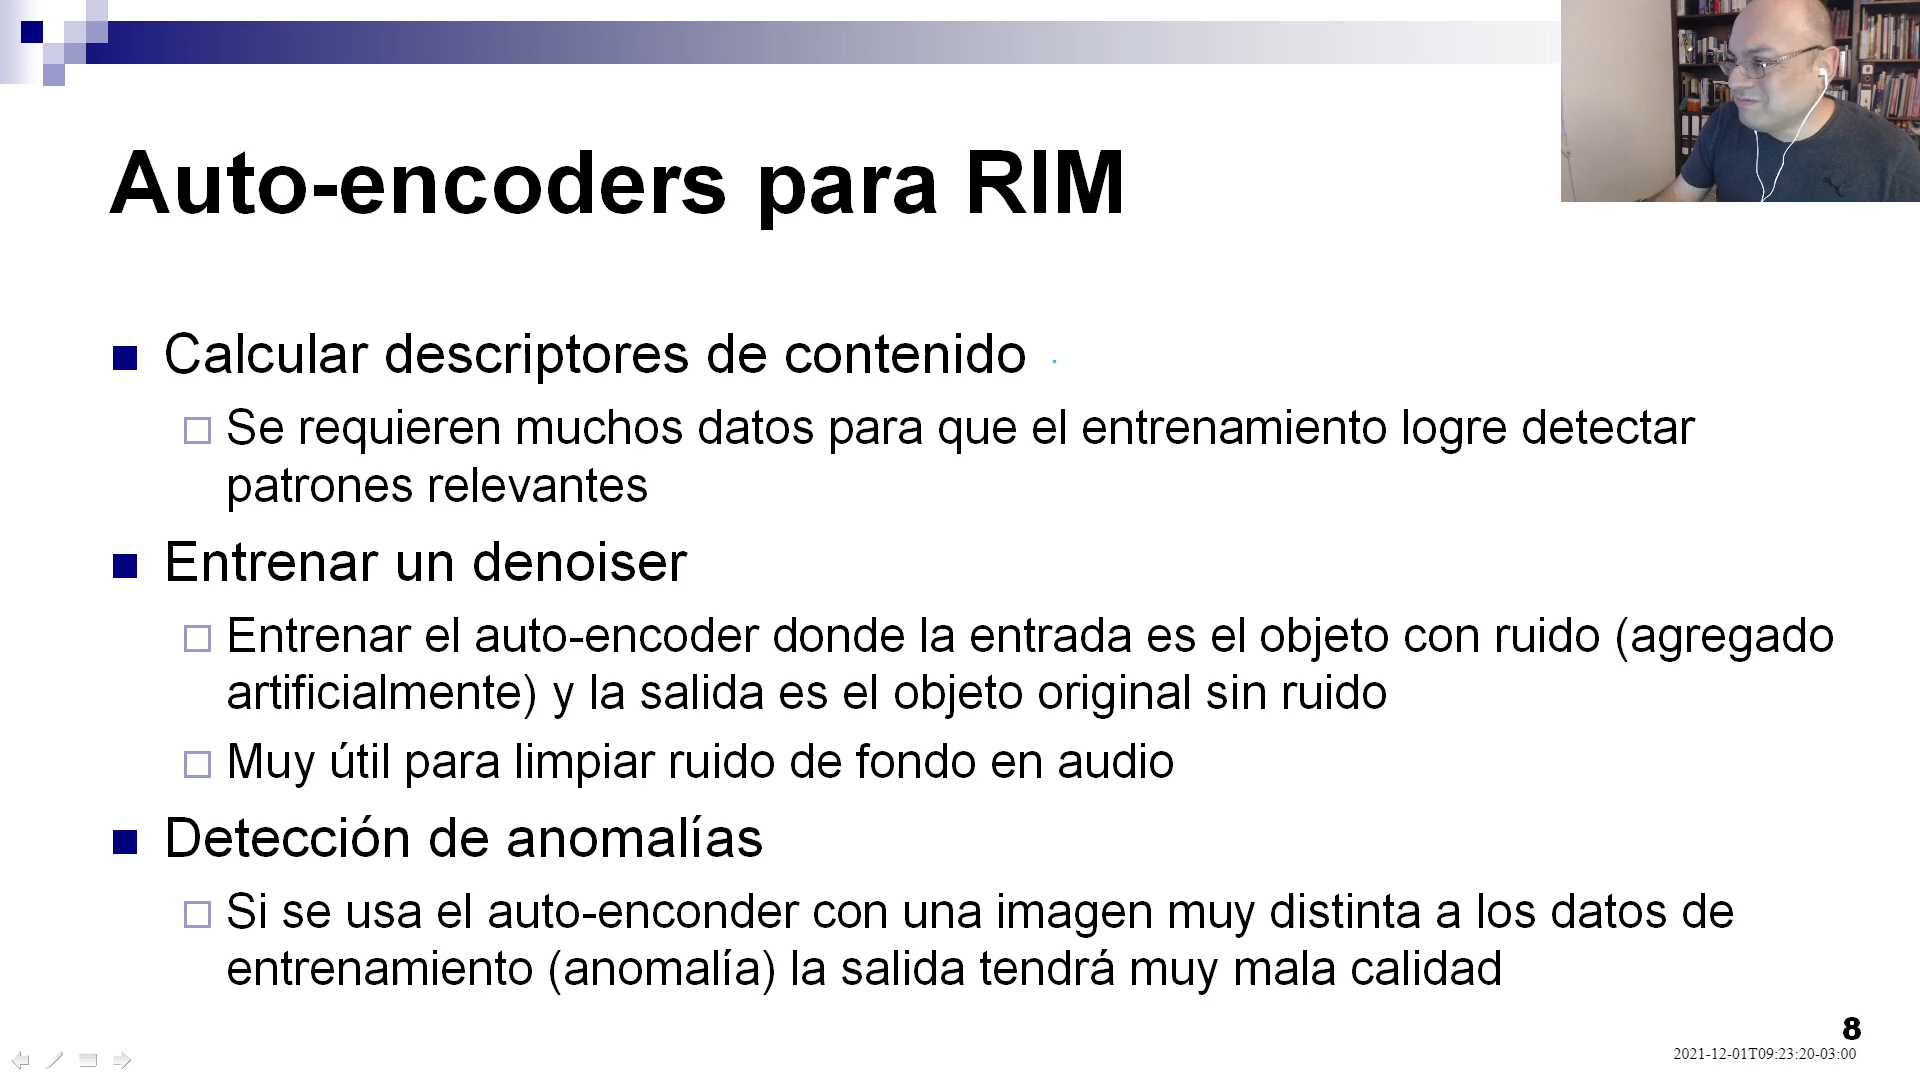 Auto-encoders para RIM
Calcular descriptores de contenido
Se requieren muchos datos para que el entrenamiento logre detectar
patrones relevantes
Entrenar un denoiser
Entrenar el auto-encoder donde la entrada es el objeto con ruido (agregado
artificialmente) y la salida es el objeto original sin ruido
Muy útil para limpiar ruido de fondo en audio
Detección de anomalías
Si se usa el auto-enconder con una imagen muy distinta a los datos de
entrenamiento (anomalía) la salida tendrá muy mala calidad
8
2021-12-01T09:23:20-03:00